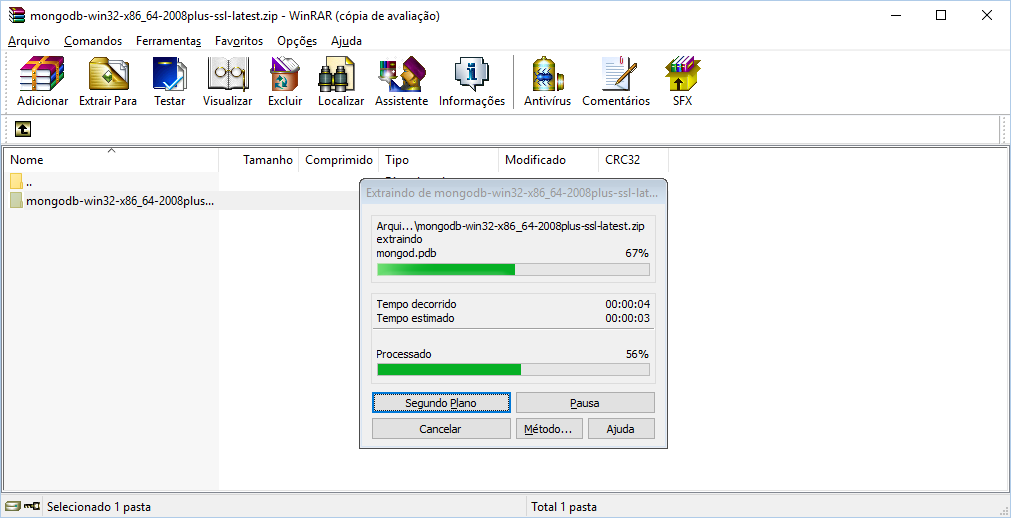 mongodb-win32-x86_64-2008plus-ssl-latest.zip - WinRAR (cópia de avaliação)
Arquivo Comandos Ferramentas Favoritos Opções Ajuda
Adicionar Extrair Para Testar Visualizar Excluir Localizar Assistente Informações Antivírus Comentários SFX
Nome Tamanho Comprimido Tipo Modificado CRC32
..
mongodb-win32-x86_64-2008plus...
Extraindo de mongodb-win32-x86_64-2008plus-ssl-lat...
Arqui...\mongodb-win32-x86_64-2008plus-ssl-latest.zip
extraindo
mongod.pdb 67%
Tempo decorrido 00:00:04
Tempo estimado 00:00:03
Processado 56%
Segundo Plano Pausa
Cancelar Método... Ajuda
Selecionado 1 pasta Total 1 pasta